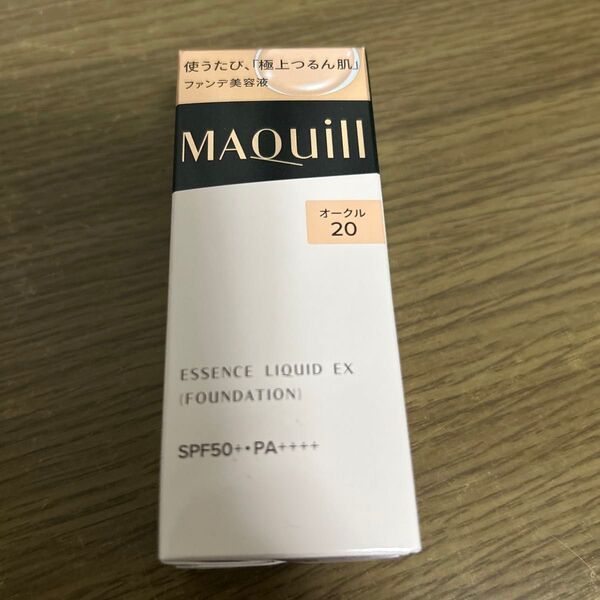 使うたび、「極上つるん肌」
ファンデ美容液
MAQuill
オークル
20
ESSENCE LIQUID EX
(FOUNDATION)
SPF50+・PA++++